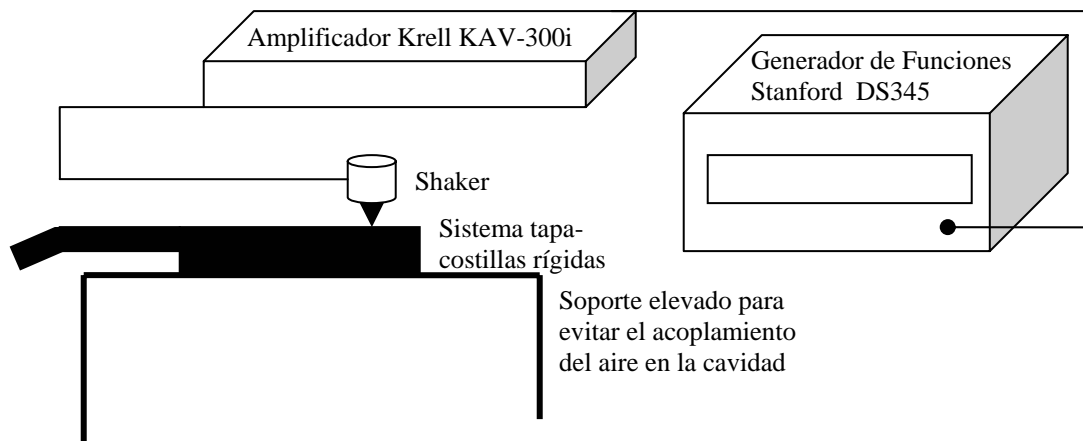 Amplificador Krell KAV-300i
Generador de Funciones
Stanford DS345
Shaker
Sistema tapa-
costillas rígidas
Soporte elevado para
evitar el acoplamiento
del aire en la cavidad